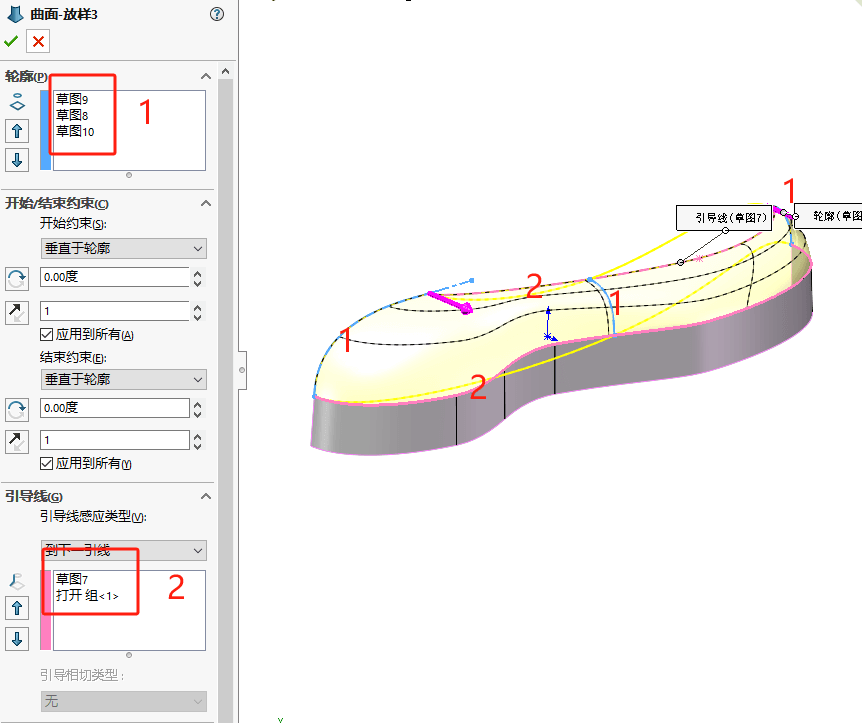 曲面-放样3
轮廓(P)
草图9
草图8
草图10
1
开始/结束约束(C)
开始约束(S):
垂直于轮廓
0.00度
1
应用到所有(A)
结束约束(E):
垂直于轮廓
0.00度
1
应用到所有(Y)
引导线(G)
引导线感应类型(V):
到下一引线
草图7
打开 组<1>
2
引导相切类型:
无
1
引导线(草图7)
轮廓(草图
2
1
1
2
Y